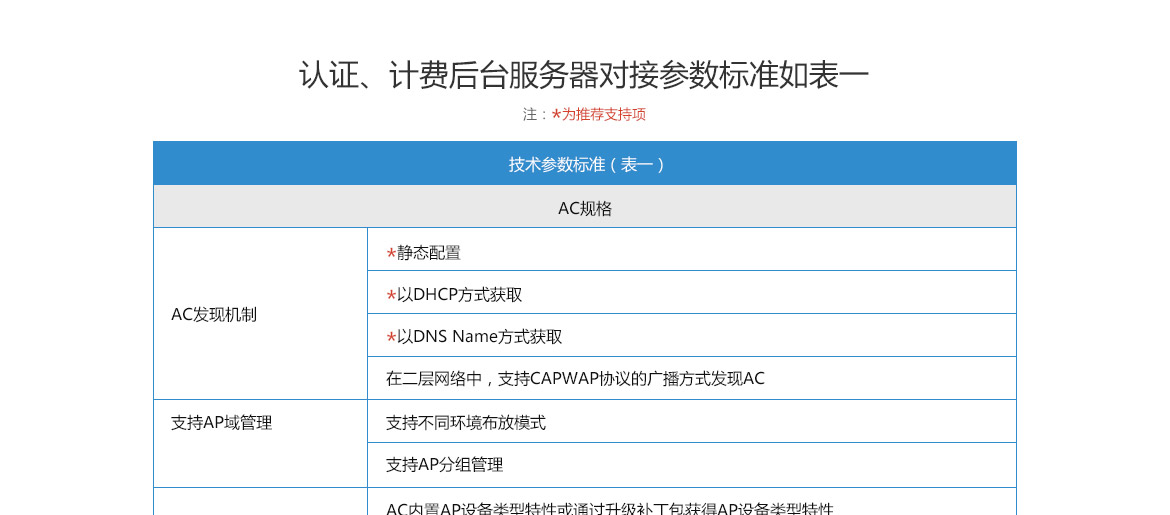 认证、计费后台服务器对接参数标准如表一
注：*为推荐支持项
技术参数标准（表一）
AC规格
AC发现机制
*静态配置
*以DHCP方式获取
*以DNS Name方式获取
在二层网络中，支持CAPWAP协议的广播方式发现AC
支持AP域管理
支持不同环境布放模式
支持AP分组管理
AC内置AP设备类型特性或通过升级补丁包获得AP设备类型特性